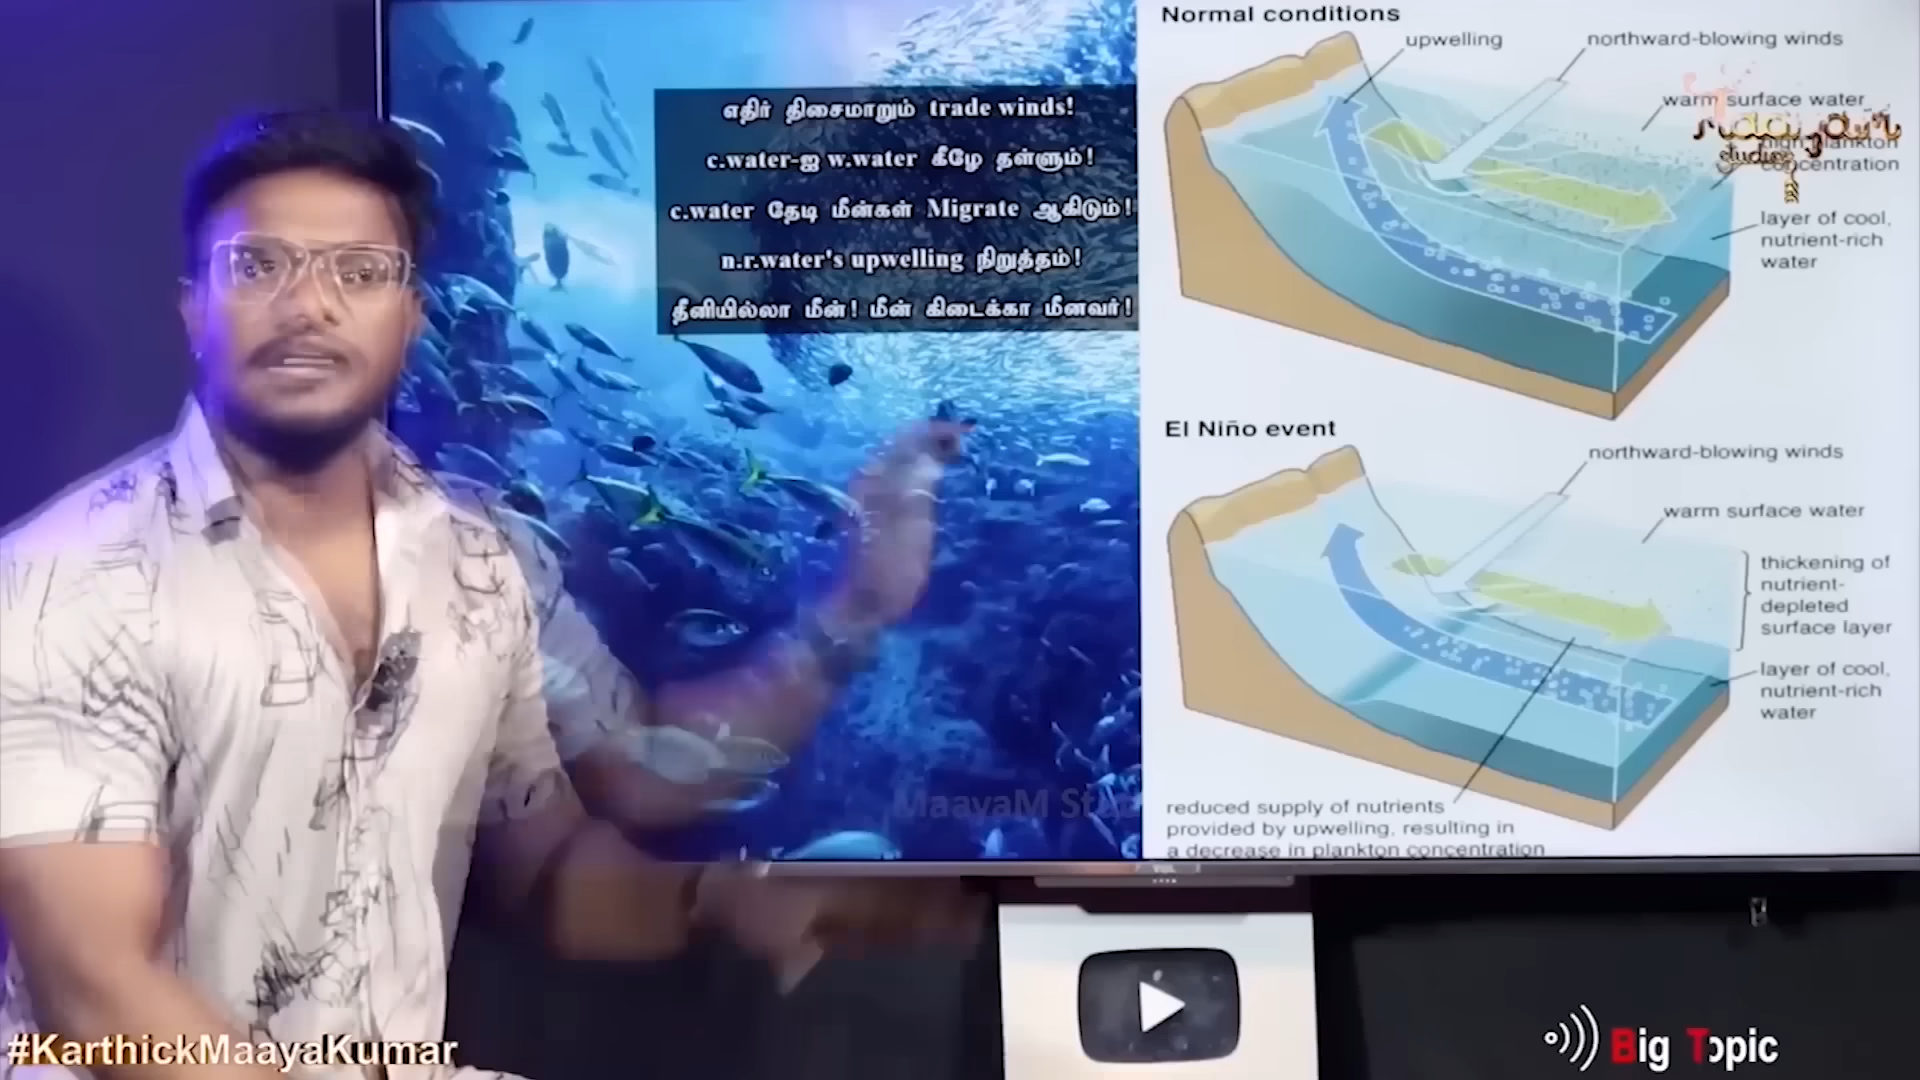 Normal conditions
upwelling
northward-blowing winds
warm surface water
high plankton
concentration
layer of cool,
nutrient-rich
water
எதிர் திசைமாறும் trade winds!
c.water-ஐ w.water கீழே தள்ளும்!
c.water தேடி மீன்கள் Migrate ஆகிடும்!
n.r.water's upwelling நிறுத்தம்!
தீனியில்லா மீன்! மீன் கிடைக்கா மீனவர்!
El Niño event
northward-blowing winds
warm surface water
thickening of
nutrient-
depleted
surface layer
layer of cool,
nutrient-rich
water
reduced supply of nutrients
provided by upwelling, resulting in
a decrease in plankton concentration
studios
MaayaM
#KarthickMaayaKumar
Big Topic